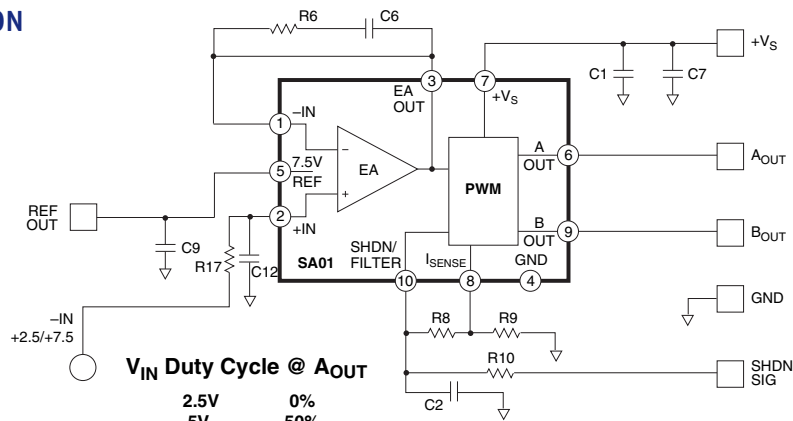 ON
R6
C6
+VS
C1
C7
3
EA
OUT
7
+VS
1
–IN
5
7.5V
REF
EA
–
+
PWM
A
OUT
6
AOUT
REF
OUT
2
+IN
B
OUT
9
BOUT
C9
R17
C12
SA01
SHDN/
FILTER
ISENSE
GND
10
8
4
GND
–IN
+2.5/+7.5
R8
R9
R10
SHDN
SIG
C2
VIN Duty Cycle @ AOUT
2.5V 0%
5V 50%